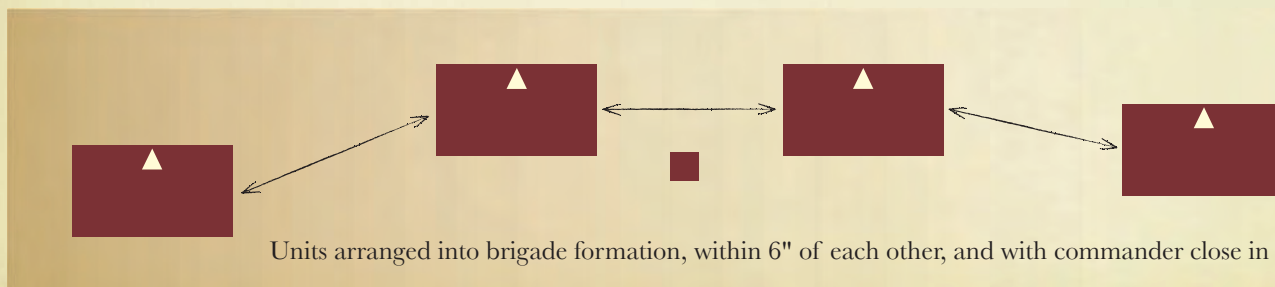 Units arranged into brigade formation, within 6" of each other, and with commander close in